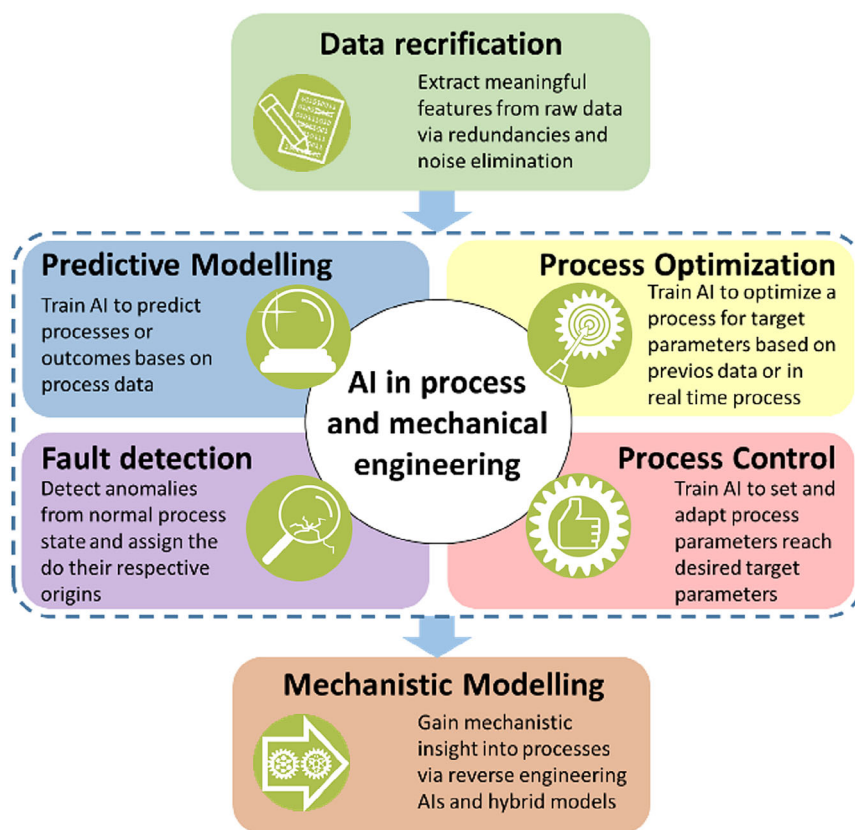 Data recrification
Extract meaningful
features from raw data
via redundancies and
noise elimination
Predictive Modelling
Train AI to predict
processes or
outcomes bases on
process data
Process Optimization
Train AI to optimize a
process for target
parameters based on
previos data or in
real time process
AI in process
and mechanical
engineering
Fault detection
Detect anomalies
from normal process
state and assign the
do their respective
origins
Process Control
Train AI to set and
adapt process
parameters reach
desired target
parameters
Mechanistic Modelling
Gain mechanistic
insight into processes
via reverse engineering
AIs and hybrid models